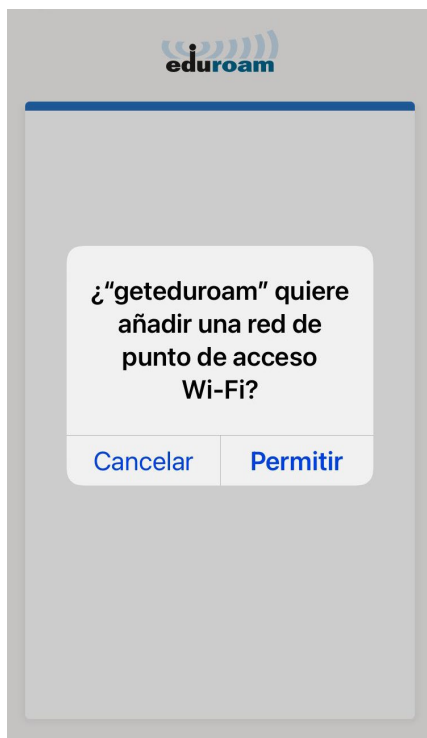 eduroam
¿“geteduroam” quiere
añadir una red de
punto de acceso
Wi-Fi?
Cancelar
Permitir